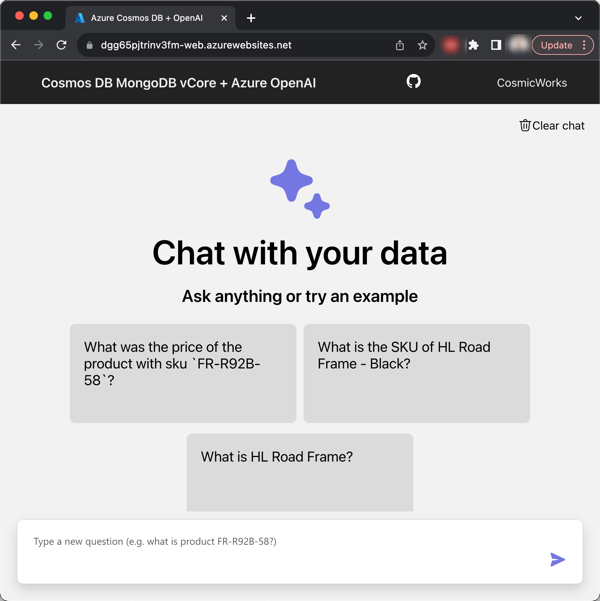 Azure Cosmos DB + OpenAI
dgg65pjtrinv3fm-web.azurewebsites.net
Update
Cosmos DB MongoDB vCore + Azure OpenAI
CosmicWorks
Clear chat
Chat with your data
Ask anything or try an example
What was the price of the
product with sku `FR-R92B-
58`?
What is the SKU of HL Road
Frame - Black?
What is HL Road Frame?
Type a new question (e.g. what is product FR-R92B-58?)